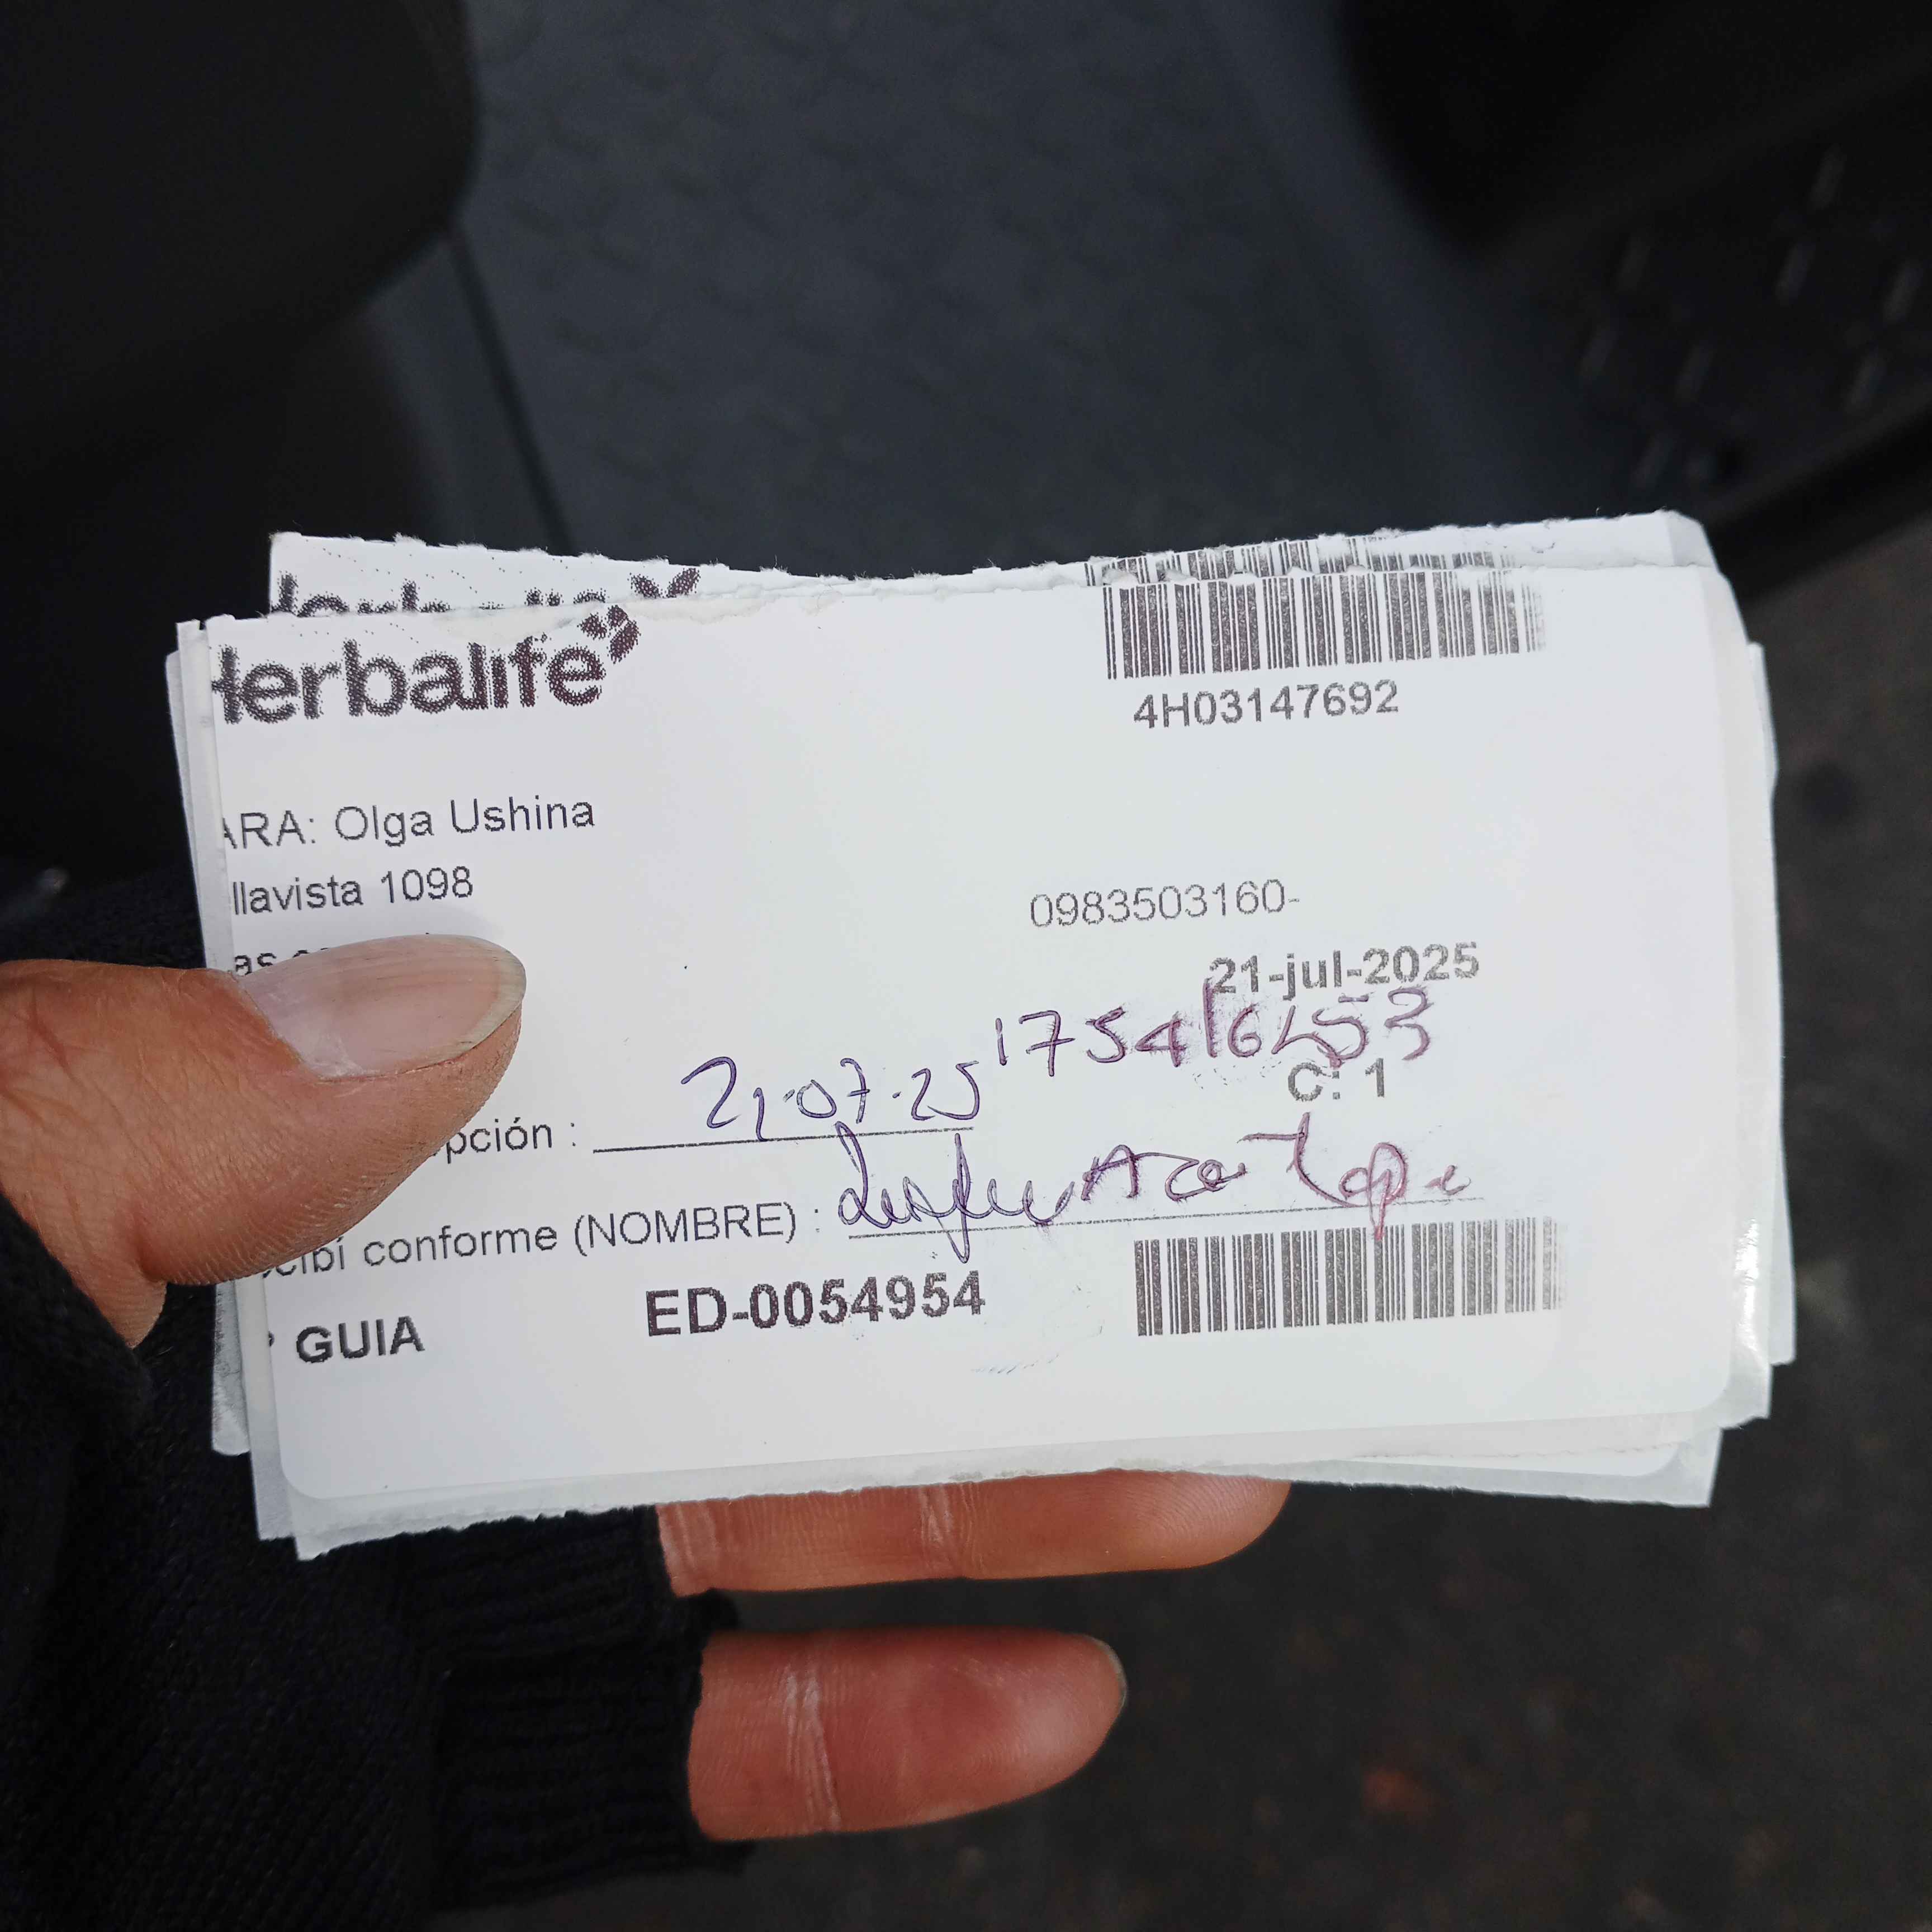 Herbalife
4H03147692
ARA: Olga Ushina
llavista 1098
0983503160-
21-jul-2025
C: 1
pción : 21-07-25
cibí conforme (NOMBRE) :
GUIA ED-0054954